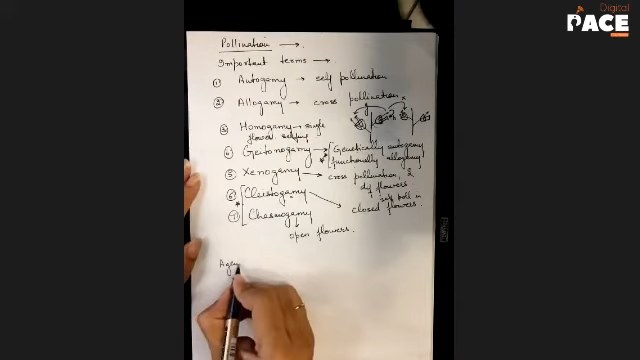 Digital
PACE
Pollination →.
Important terms →.
① Autogamy → self pollination
② Allogamy → cross pollination
③ Homogamy → single
flower selfing
④ Geitonogamy → Genetically autogamy
functionally allogamy
⑤ Xenogamy → cross pollination, 2
diff flowers.
⑥ Cleistogamy → self poll in
closed flowers.
⑦ Chasmogamy
↓
open flowers.
Agen